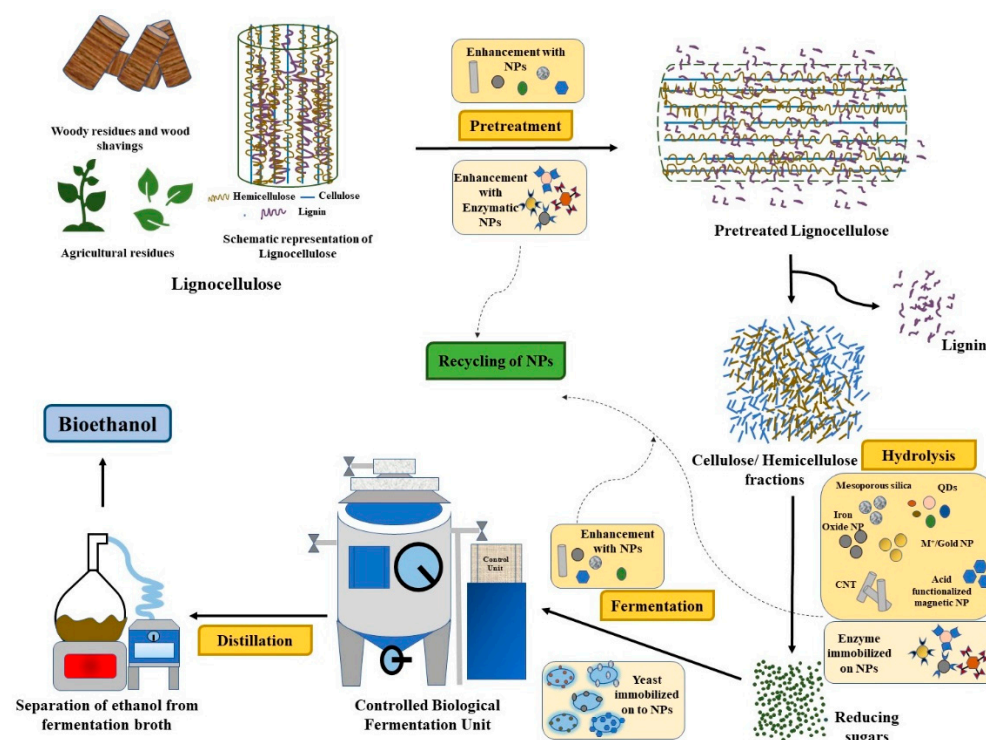 Woody residues and wood
shavings
Agricultural residues
Hemicellulose
Cellulose
Lignin
Schematic representation of
Lignocellulose
Lignocellulose
Enhancement with
NPs
Pretreatment
Enhancement
with
Enzymatic
NPs
Pretreated Lignocellulose
Lignin
Recycling of NPs
Cellulose/ Hemicellulose
fractions
Hydrolysis
Mesoporous silica
QDs
Iron
Oxide NP
M⁺/Gold NP
CNT
Acid
functionalized
magnetic NP
Enzyme
immobilized
on NPs
Reducing
sugars
Enhancement
with NPs
Fermentation
Yeast
immobilized
on to NPs
Control
Unit
Controlled Biological
Fermentation Unit
Distillation
Separation of ethanol from
fermentation broth
Bioethanol